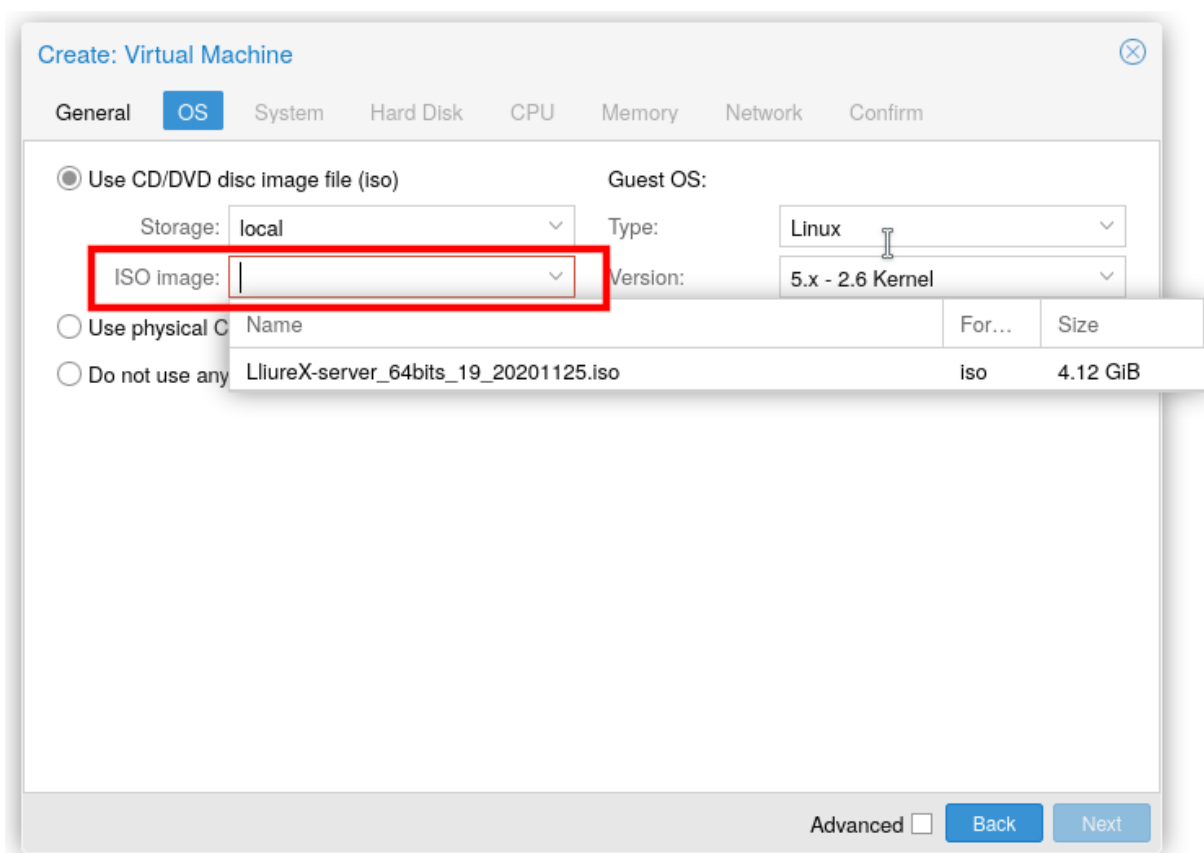 Create: Virtual Machine
General OS System Hard Disk CPU Memory Network Confirm
Use CD/DVD disc image file (iso) Guest OS:
Storage: local Type: Linux
ISO image: Version: 5.x - 2.6 Kernel
Use physical C Name For... Size
Do not use any LliureX-server_64bits_19_20201125.iso iso 4.12 GiB
Advanced Back Next